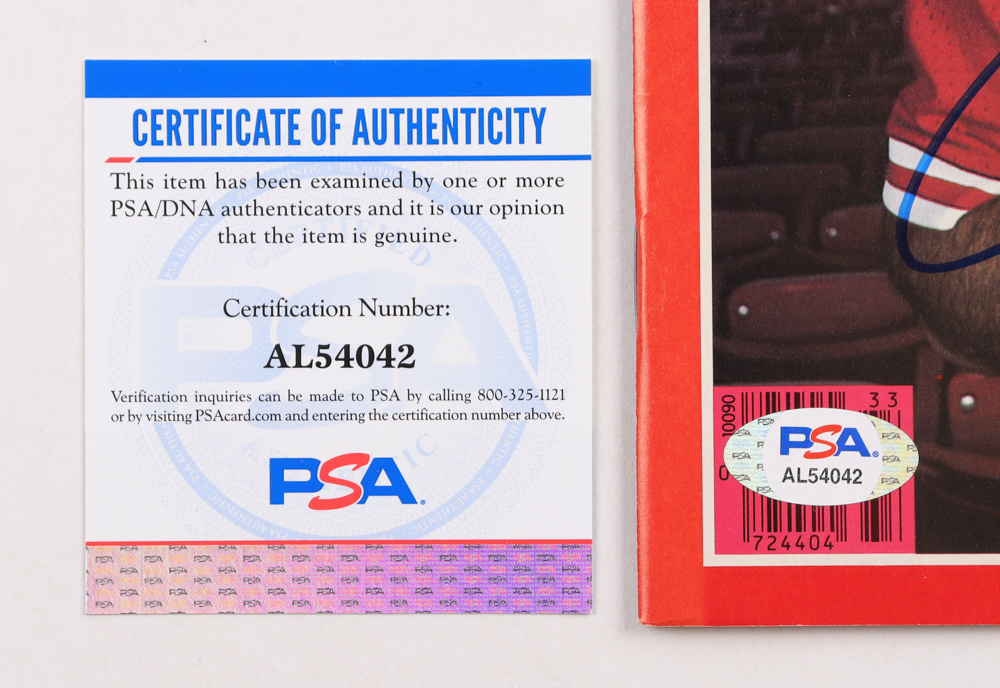 CERTIFICATE OF AUTHENTICITY
This item has been examined by one or more
PSA/DNA authenticators and it is our opinion
that the item is genuine.
Certification Number:
AL54042
Verification inquiries can be made to PSA by calling 800-325-1121
or by visiting PSAcard.com and entering the certification number above.
PSA®
33
10090
0
PSA®
AL54042
724404